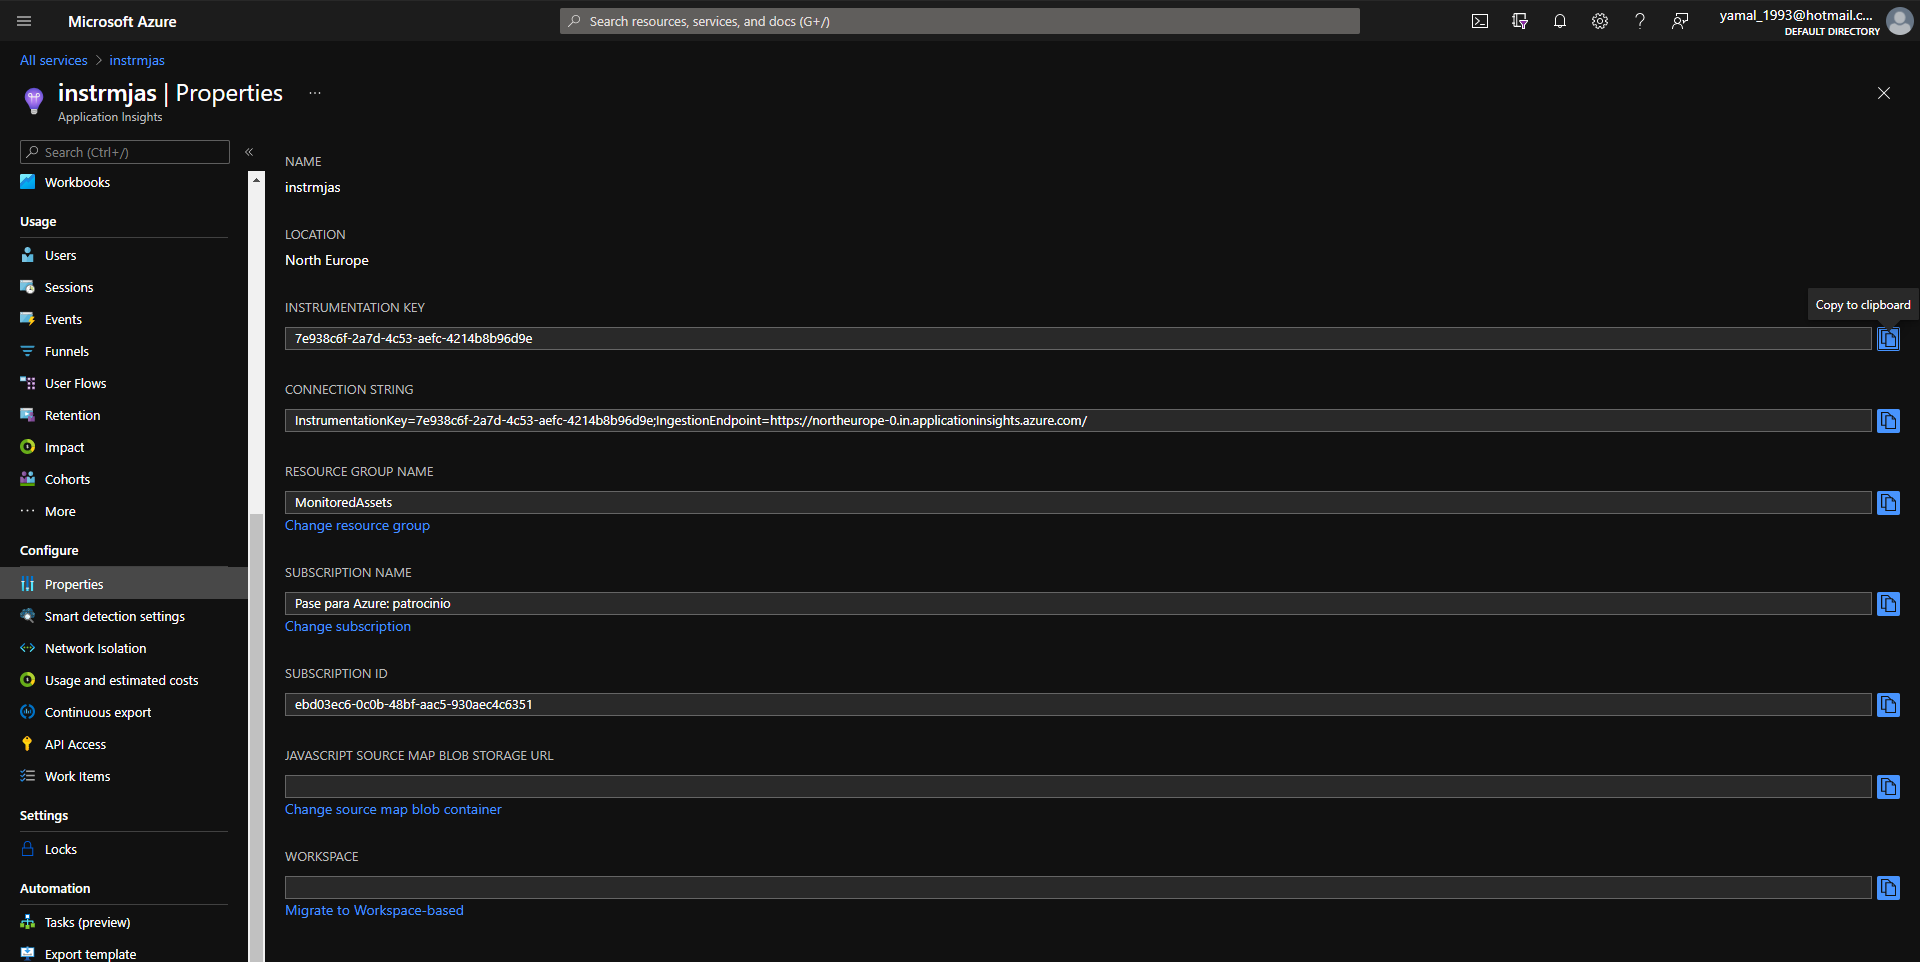 Microsoft Azure
Search resources, services, and docs (G+/)
yamal_1993@hotmail.c...
DEFAULT DIRECTORY
All services > instrmjas
instrmjas | Properties ...
Application Insights
Search (Ctrl+/)
«
Workbooks
Usage
Users
Sessions
Events
Funnels
User Flows
Retention
Impact
Cohorts
More
Configure
Properties
Smart detection settings
Network Isolation
Usage and estimated costs
Continuous export
API Access
Work Items
Settings
Locks
Automation
Tasks (preview)
Export template
NAME
instrmjas
LOCATION
North Europe
INSTRUMENTATION KEY
Copy to clipboard
7e938c6f-2a7d-4c53-aefc-4214b8b96d9e
CONNECTION STRING
InstrumentationKey=7e938c6f-2a7d-4c53-aefc-4214b8b96d9e;IngestionEndpoint=https://northeurope-0.in.applicationinsights.azure.com/
RESOURCE GROUP NAME
MonitoredAssets
Change resource group
SUBSCRIPTION NAME
Pase para Azure: patrocinio
Change subscription
SUBSCRIPTION ID
ebd03ec6-0c0b-48bf-aac5-930aec4c6351
JAVASCRIPT SOURCE MAP BLOB STORAGE URL
Change source map blob container
WORKSPACE
Migrate to Workspace-based